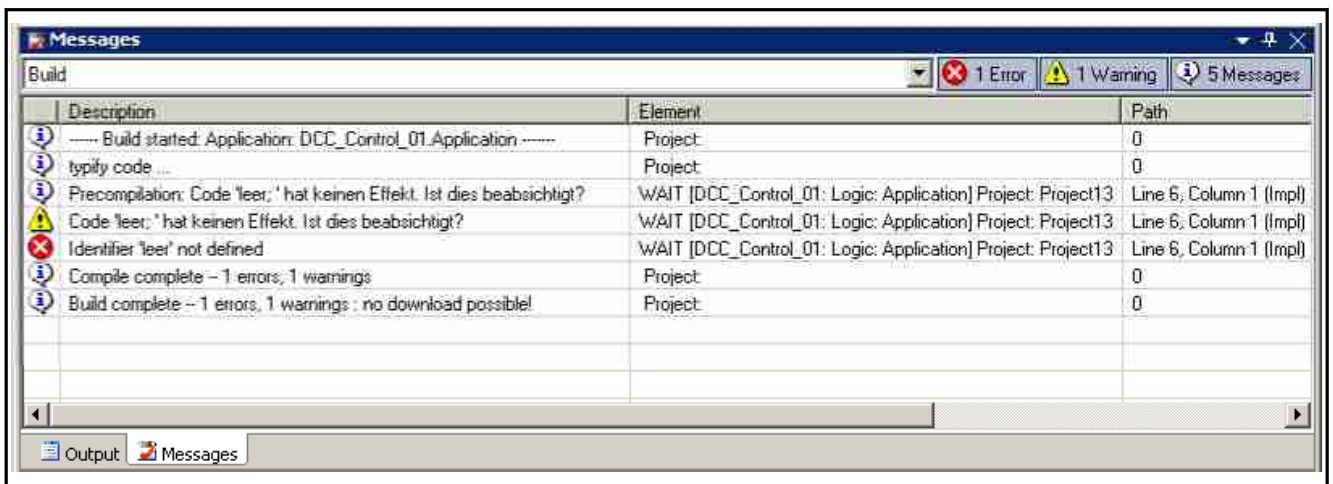 Messages
Build 1 Error 1 Warning 5 Messages
Description Element Path
------ Build started: Application: DCC_Control_01.Application ------- Project: 0
typify code ... Project: 0
Precompilation: Code 'leer; ' hat keinen Effekt. Ist dies beabsichtigt? WAIT [DCC_Control_01: Logic: Application] Project: Project13 Line 6, Column 1 (Impl)
Code 'leer; ' hat keinen Effekt. Ist dies beabsichtigt? WAIT [DCC_Control_01: Logic: Application] Project: Project13 Line 6, Column 1 (Impl)
Identifier 'leer' not defined WAIT [DCC_Control_01: Logic: Application] Project: Project13 Line 6, Column 1 (Impl)
Compile complete -- 1 errors, 1 warnings Project: 0
Build complete -- 1 errors, 1 warnings : no download possible! Project: 0
Output Messages